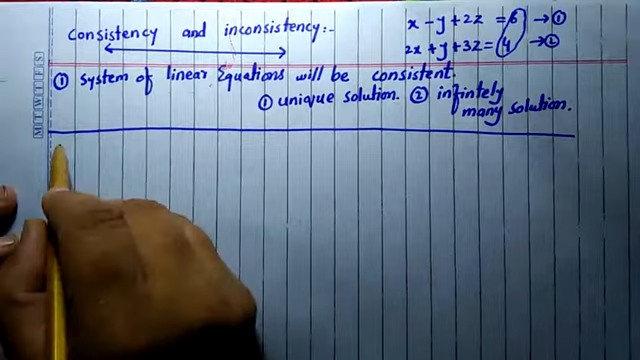 consistency and inconsistency:-
x - y + 2z = 6 → ①
2x + y + 3z = 4 → ②
① system of linear Equations will be consistent.
① unique solution. ② infintely
many solution.
M T W T F S